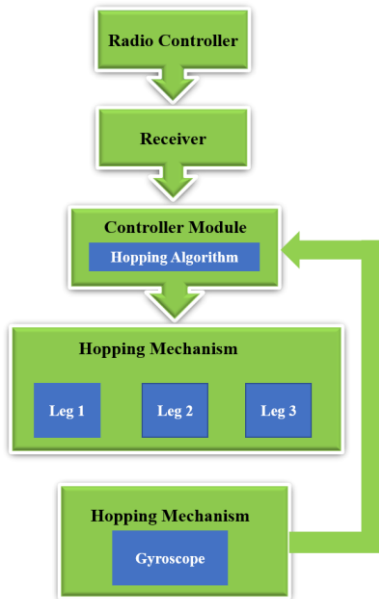 Radio Controller
Receiver
Controller Module
Hopping Algorithm
Hopping Mechanism
Leg 1 Leg 2 Leg 3
Hopping Mechanism
Gyroscope